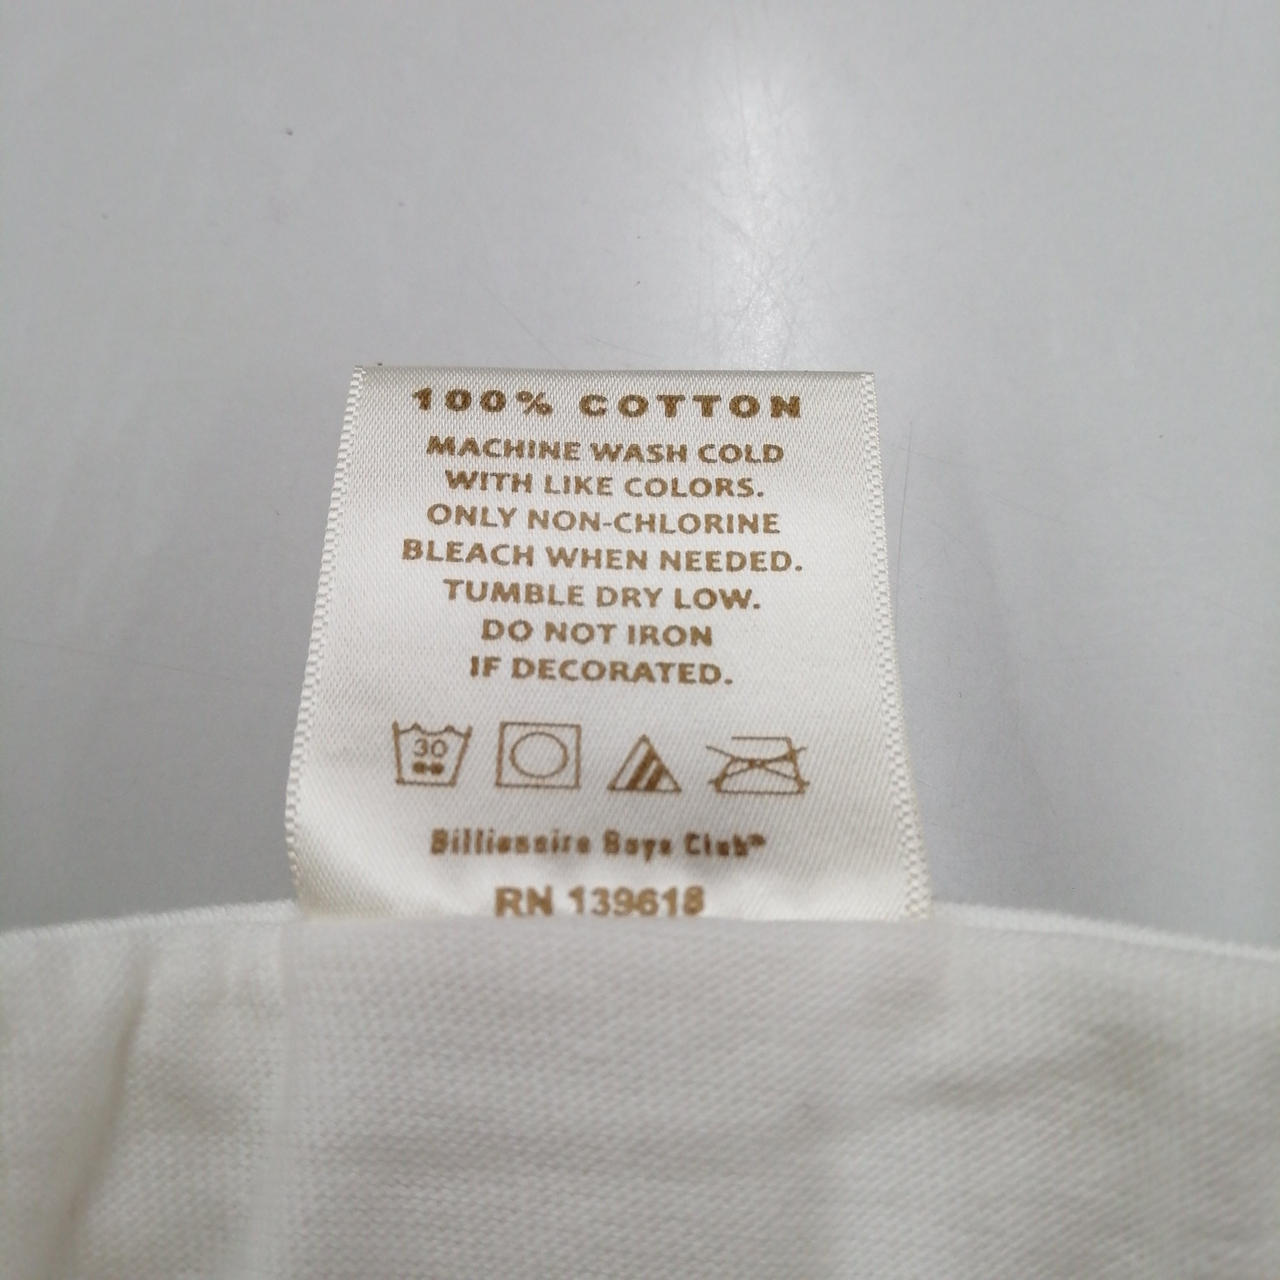 100% COTTON
MACHINE WASH COLD
WITH LIKE COLORS.
ONLY NON-CHLORINE
BLEACH WHEN NEEDED.
TUMBLE DRY LOW.
DO NOT IRON
IF DECORATED.
30
Billionaire Boys Club™
RN 139618